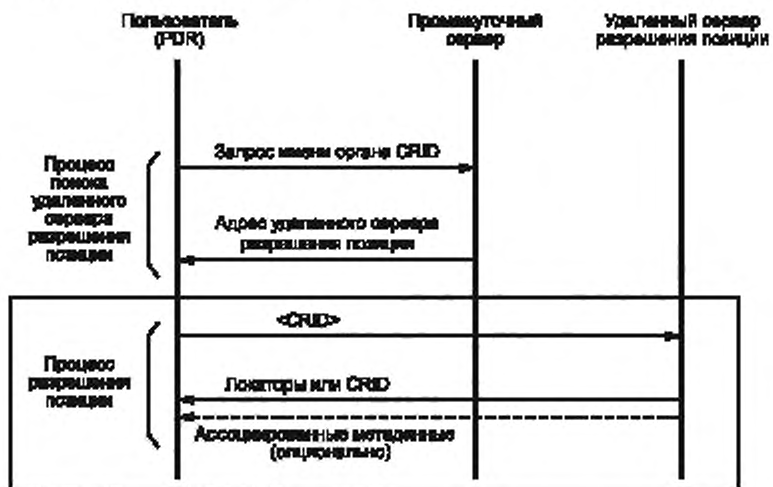 Пользователь
(PDR)
Промежуточный
сервер
Удаленный сервер
разрешения позиции
Запрос имени органа CRID
Процесс
поиска
удаленного
сервера
разрешения
позиции
Адрес удаленного сервера
разрешения позиции
<CRID>
Процесс
разрешения
позиции
Локаторы или CRID
Ассоциированные метаданные
(опционально)